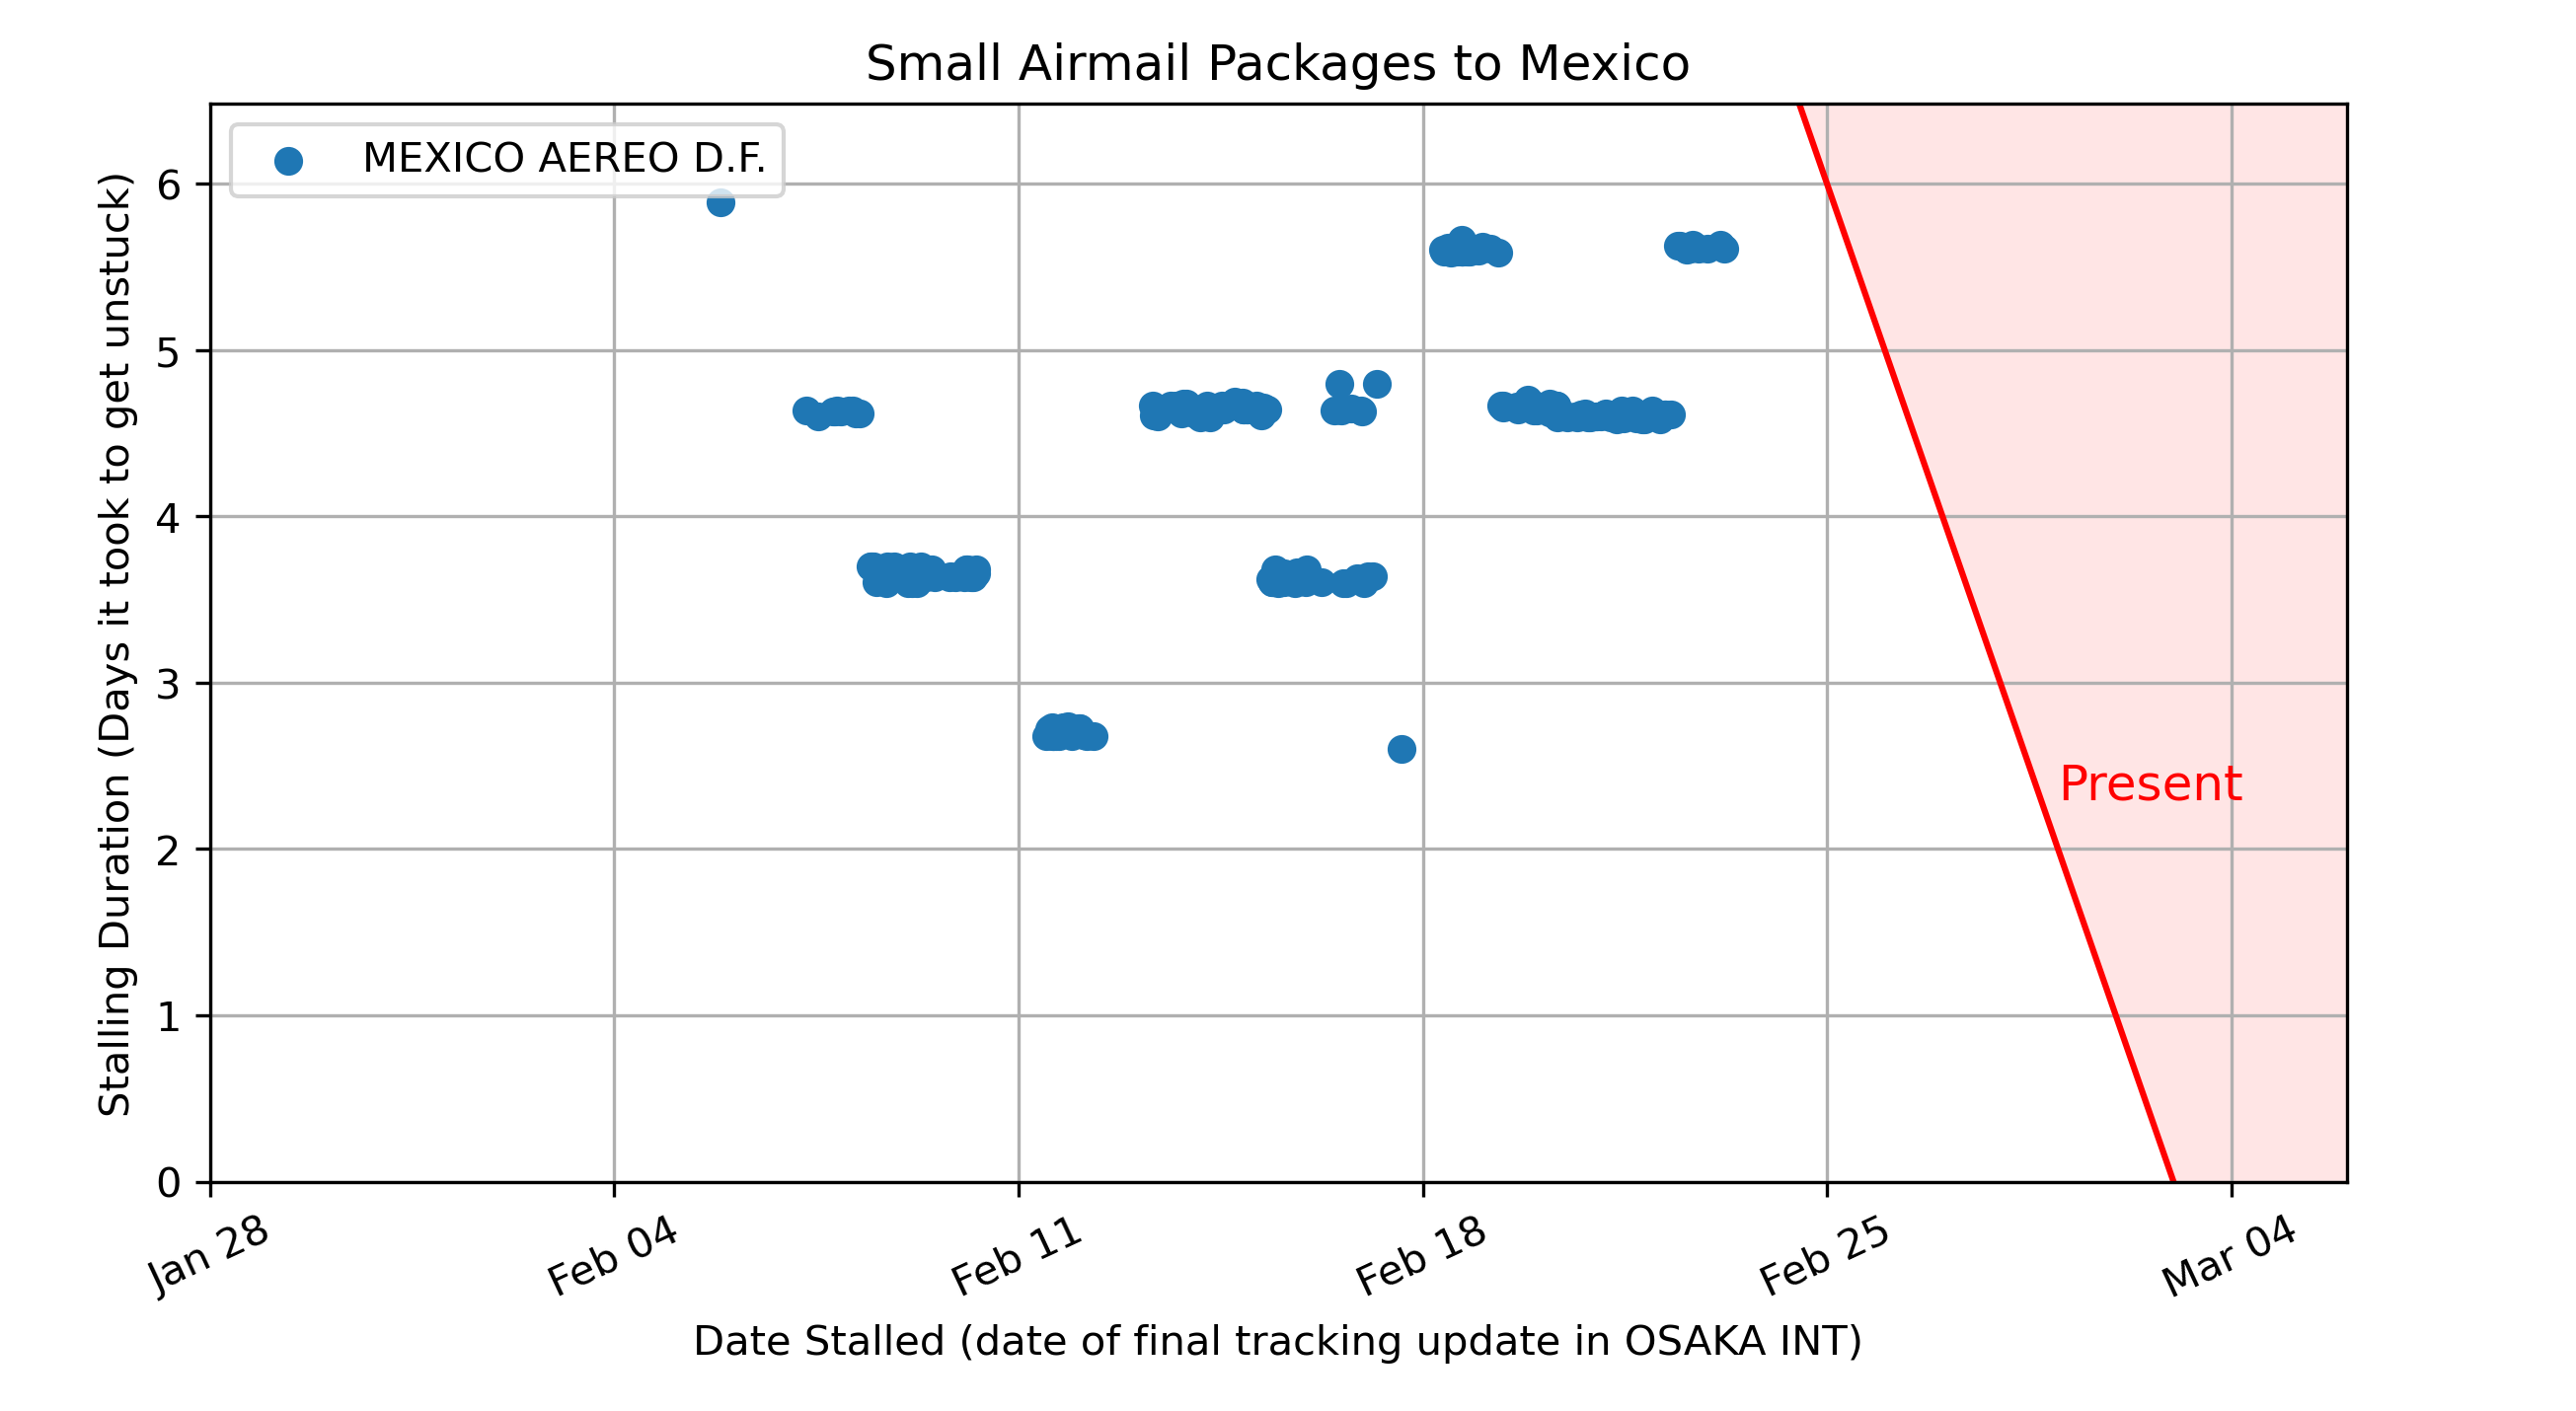 Small Airmail Packages to Mexico
MEXICO AEREO D.F.
Stalling Duration (Days it took to get unstuck)
6
5
4
3
2
1
0
Present
Jan 28
Feb 04
Feb 11
Feb 18
Feb 25
Mar 04
Date Stalled (date of final tracking update in OSAKA INT)